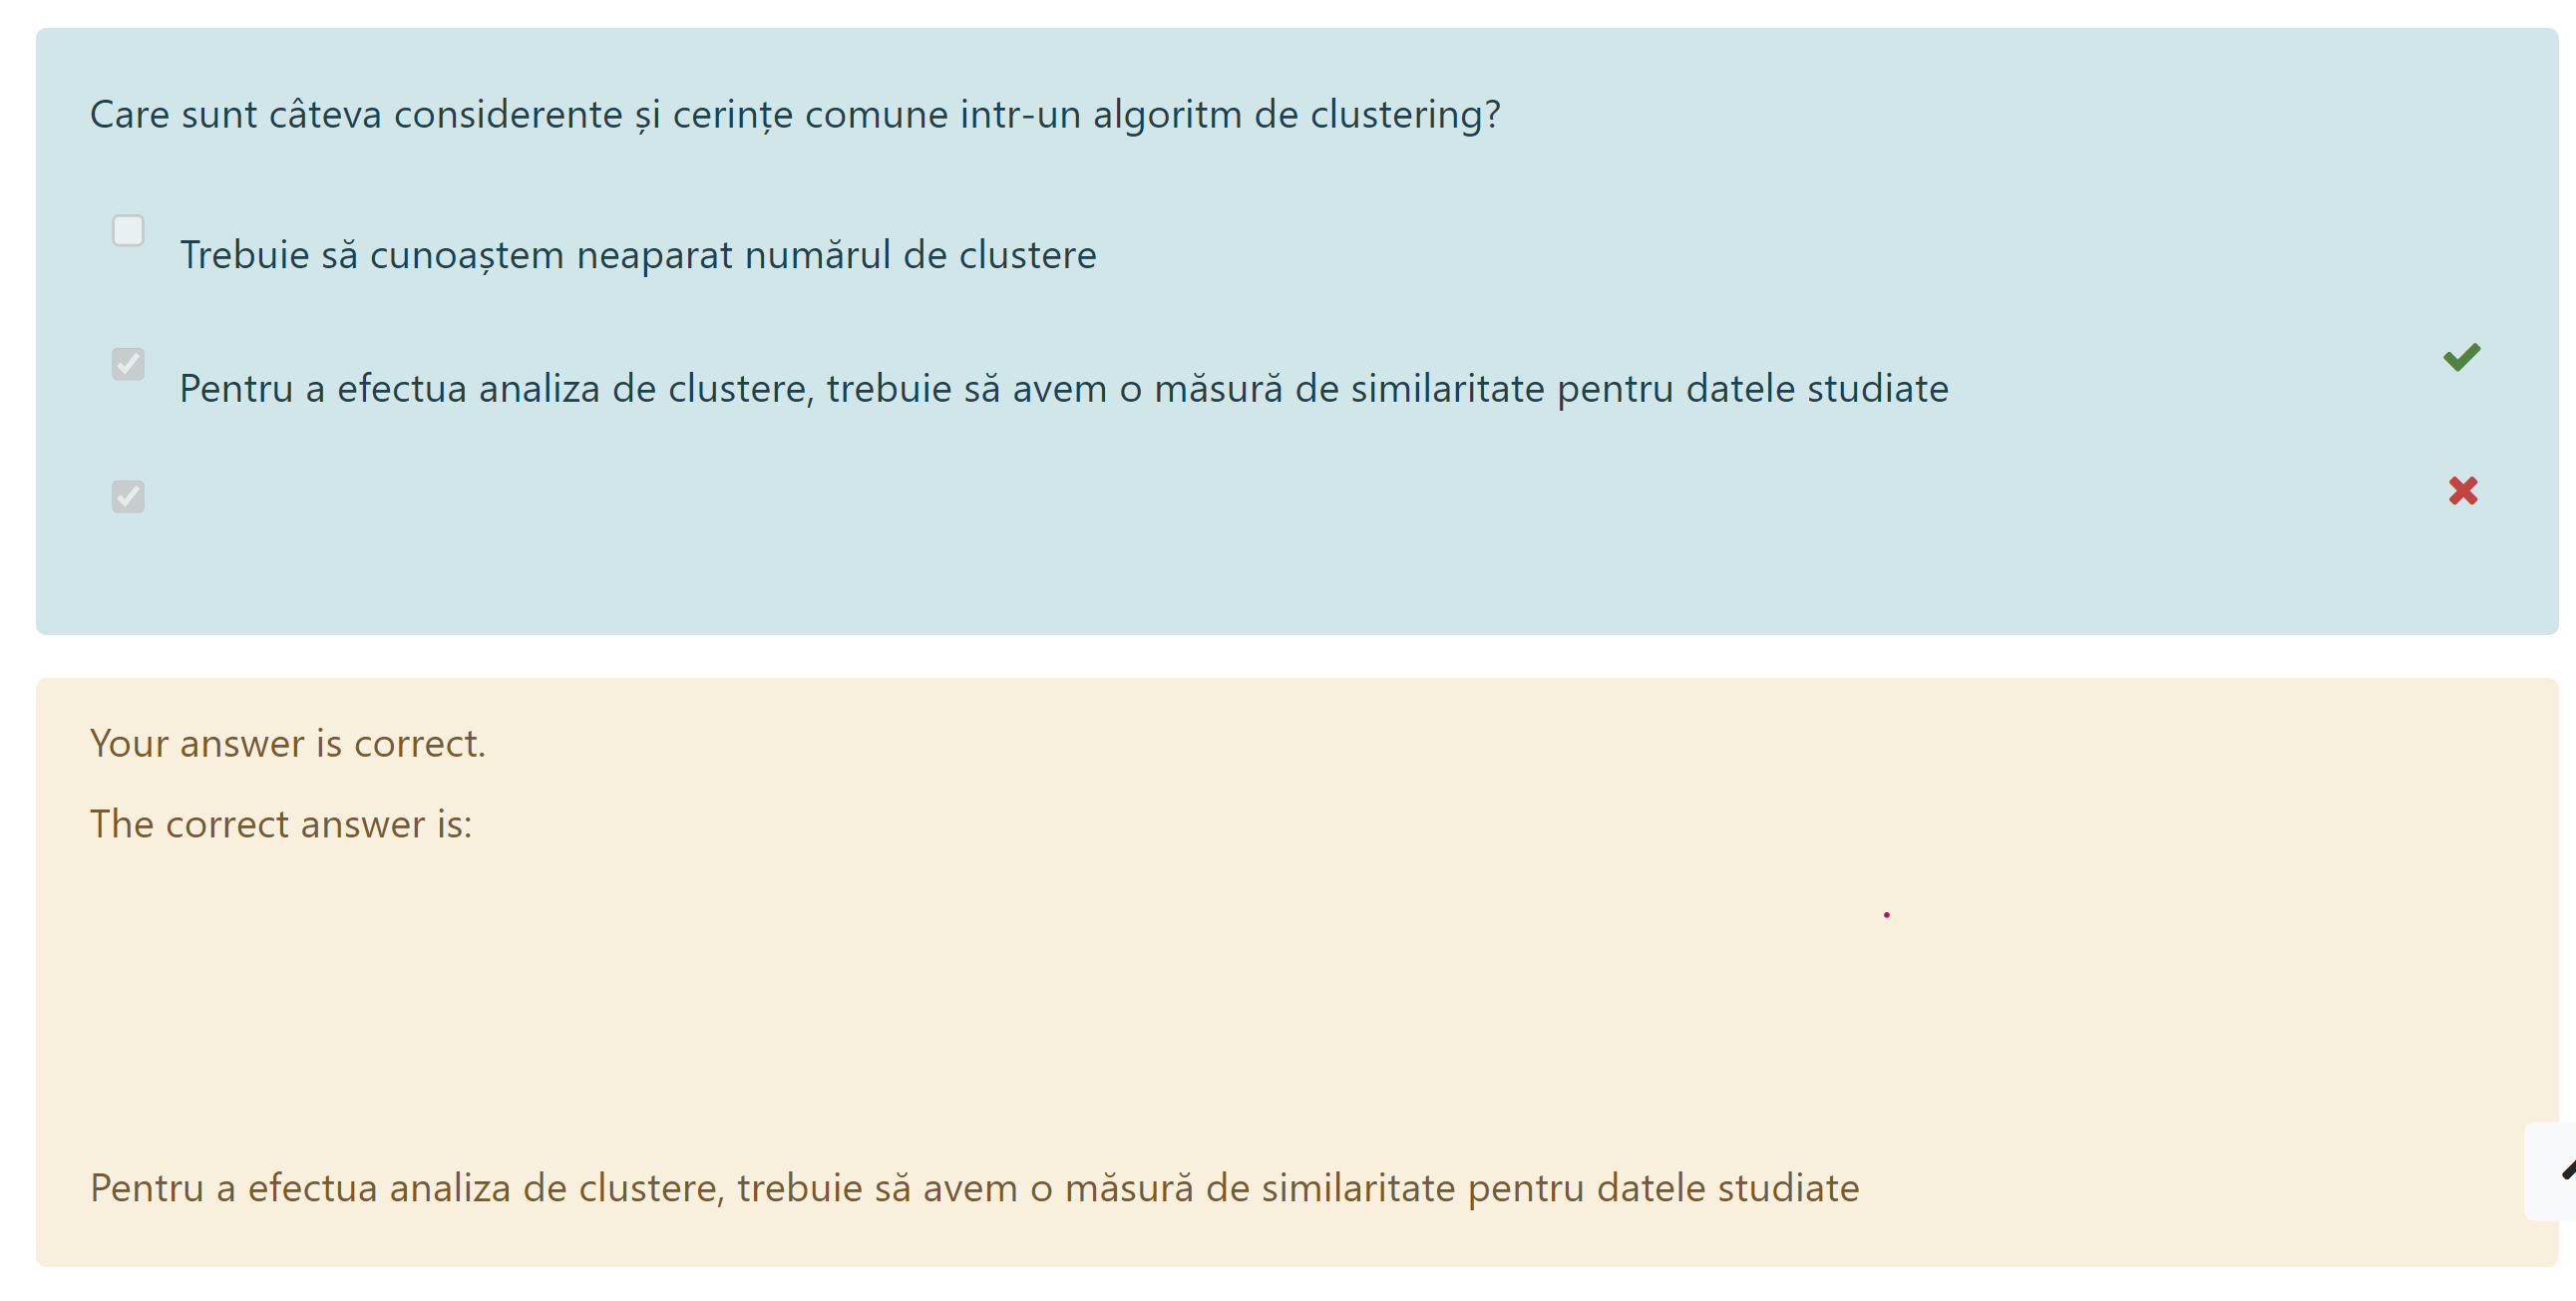 Care sunt câteva considerente și cerințe comune intr-un algoritm de clustering?
Trebuie să cunoaștem neaparat numărul de clustere
Pentru a efectua analiza de clustere, trebuie să avem o măsură de similaritate pentru datele studiate
Your answer is correct.
The correct answer is:
Pentru a efectua analiza de clustere, trebuie să avem o măsură de similaritate pentru datele studiate